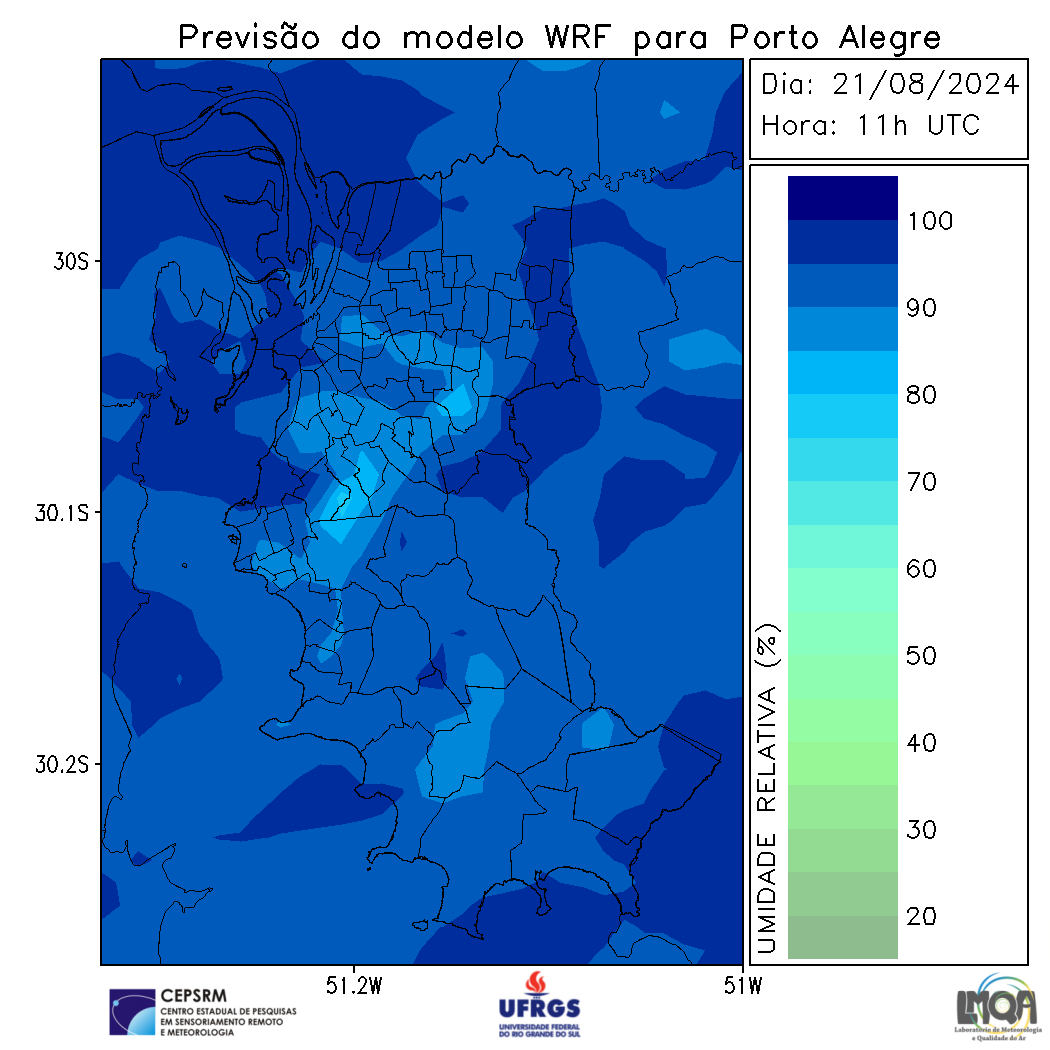 Previsão do modelo WRF para Porto Alegre
Dia: 21/08/2024
Hora: 11h UTC
100
90
80
70
60
50
40
30
20
UMIDADE RELATIVA (%)
30S
30.1S
30.2S
51.2W
51W
CEPSRM
CENTRO ESTADUAL DE PESQUISAS
EM SENSORIAMENTO REMOTO
E METEOROLOGIA
UFRGS
UNIVERSIDADE FEDERAL
DO RIO GRANDE DO SUL
LMQA
Laboratório de Meteorologia
e Qualidade do Ar